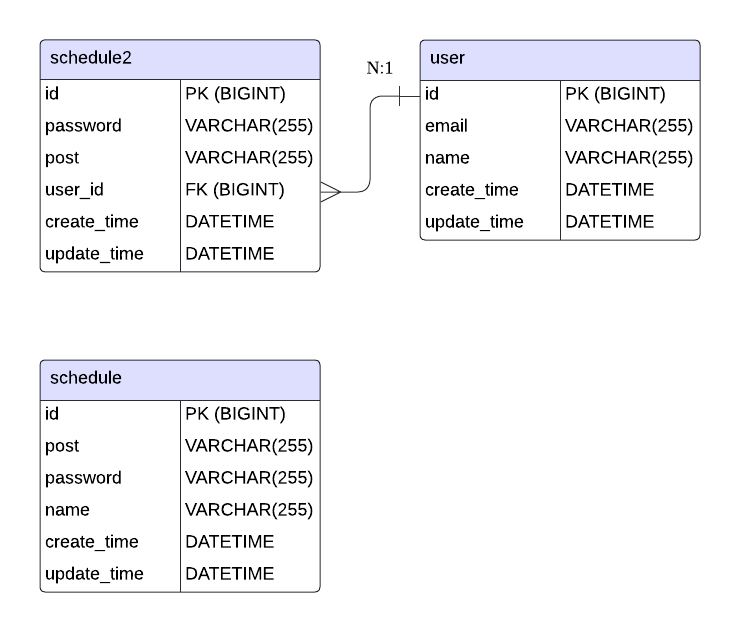 schedule2
id PK (BIGINT)
password VARCHAR(255)
post VARCHAR(255)
user_id FK (BIGINT)
create_time DATETIME
update_time DATETIME
N:1
user
id PK (BIGINT)
email VARCHAR(255)
name VARCHAR(255)
create_time DATETIME
update_time DATETIME
schedule
id PK (BIGINT)
post VARCHAR(255)
password VARCHAR(255)
name VARCHAR(255)
create_time DATETIME
update_time DATETIME